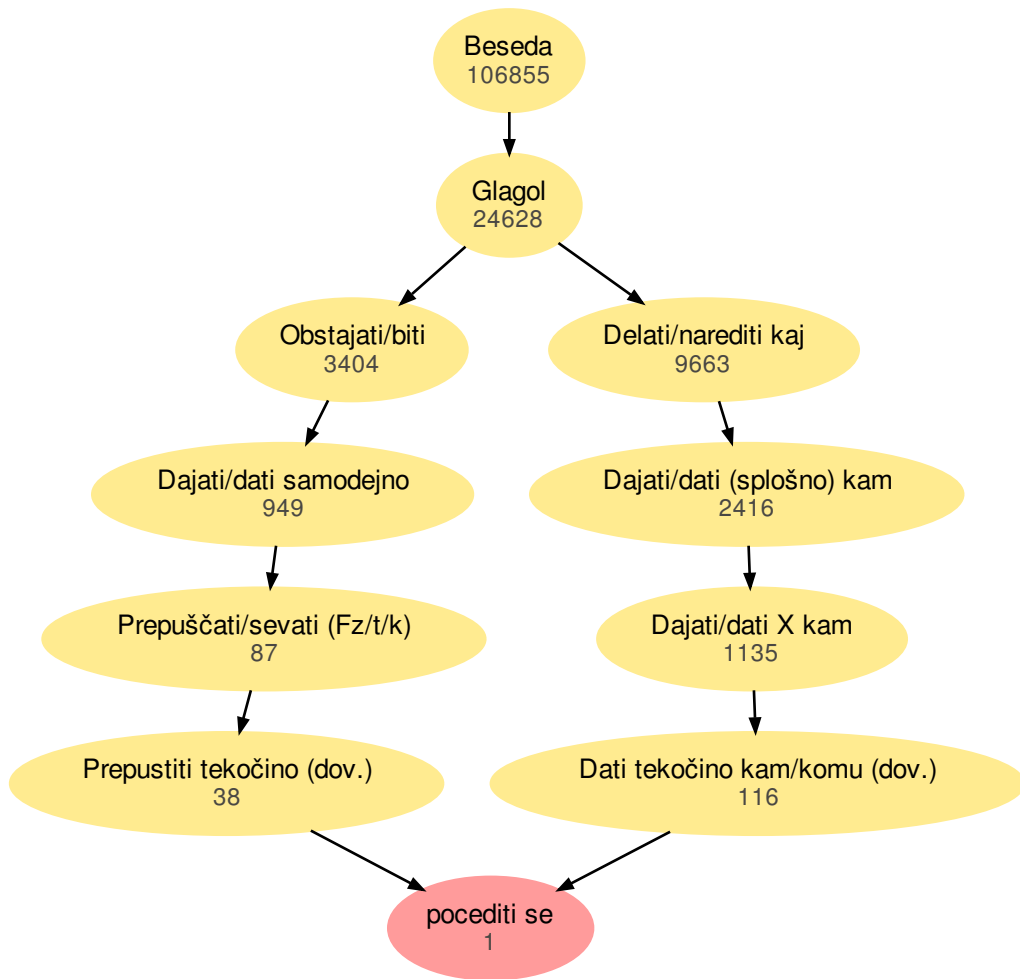 Beseda
106855
Glagol
24628
Obstajati/biti
3404
Delati/narediti kaj
9663
Dajati/dati samodejno
949
Dajati/dati (splošno) kam
2416
Prepuščati/sevati (Fz/t/k)
87
Dajati/dati X kam
1135
Prepustiti tekočino (dov.)
38
Dati tekočino kam/komu (dov.)
116
pocediti se
1